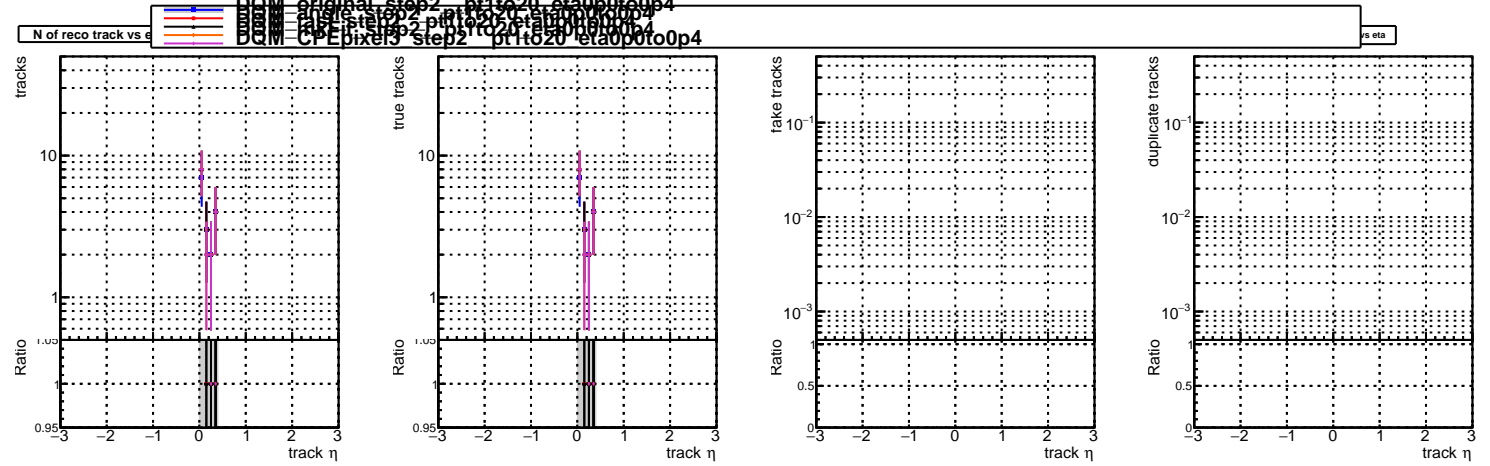 DQM_original_step2__pt1to20_eta0p0to0p4
DQM_angle_step2__pt1to20_eta0p0to0p4
step2__pt1to20_eta0p0to0p4
step2__pt1to20_eta0p0to0p4
DQM_CPEpixel3_step2__pt1to20_eta0p0to0p4
N of reco track vs e
vs eta
tracks
10
1
Ratio
1.05
1
0.95
−3 −2 −1 0 1 2 3
track η
true tracks
10
1
Ratio
1.05
1
0.95
−3 −2 −1 0 1 2 3
track η
fake tracks
10−1
10−2
10−3
Ratio
1
0.5
0
−3 −2 −1 0 1 2 3
track η
duplicate tracks
10−1
10−2
10−3
Ratio
1
0.5
0
−3 −2 −1 0 1 2 3
track η